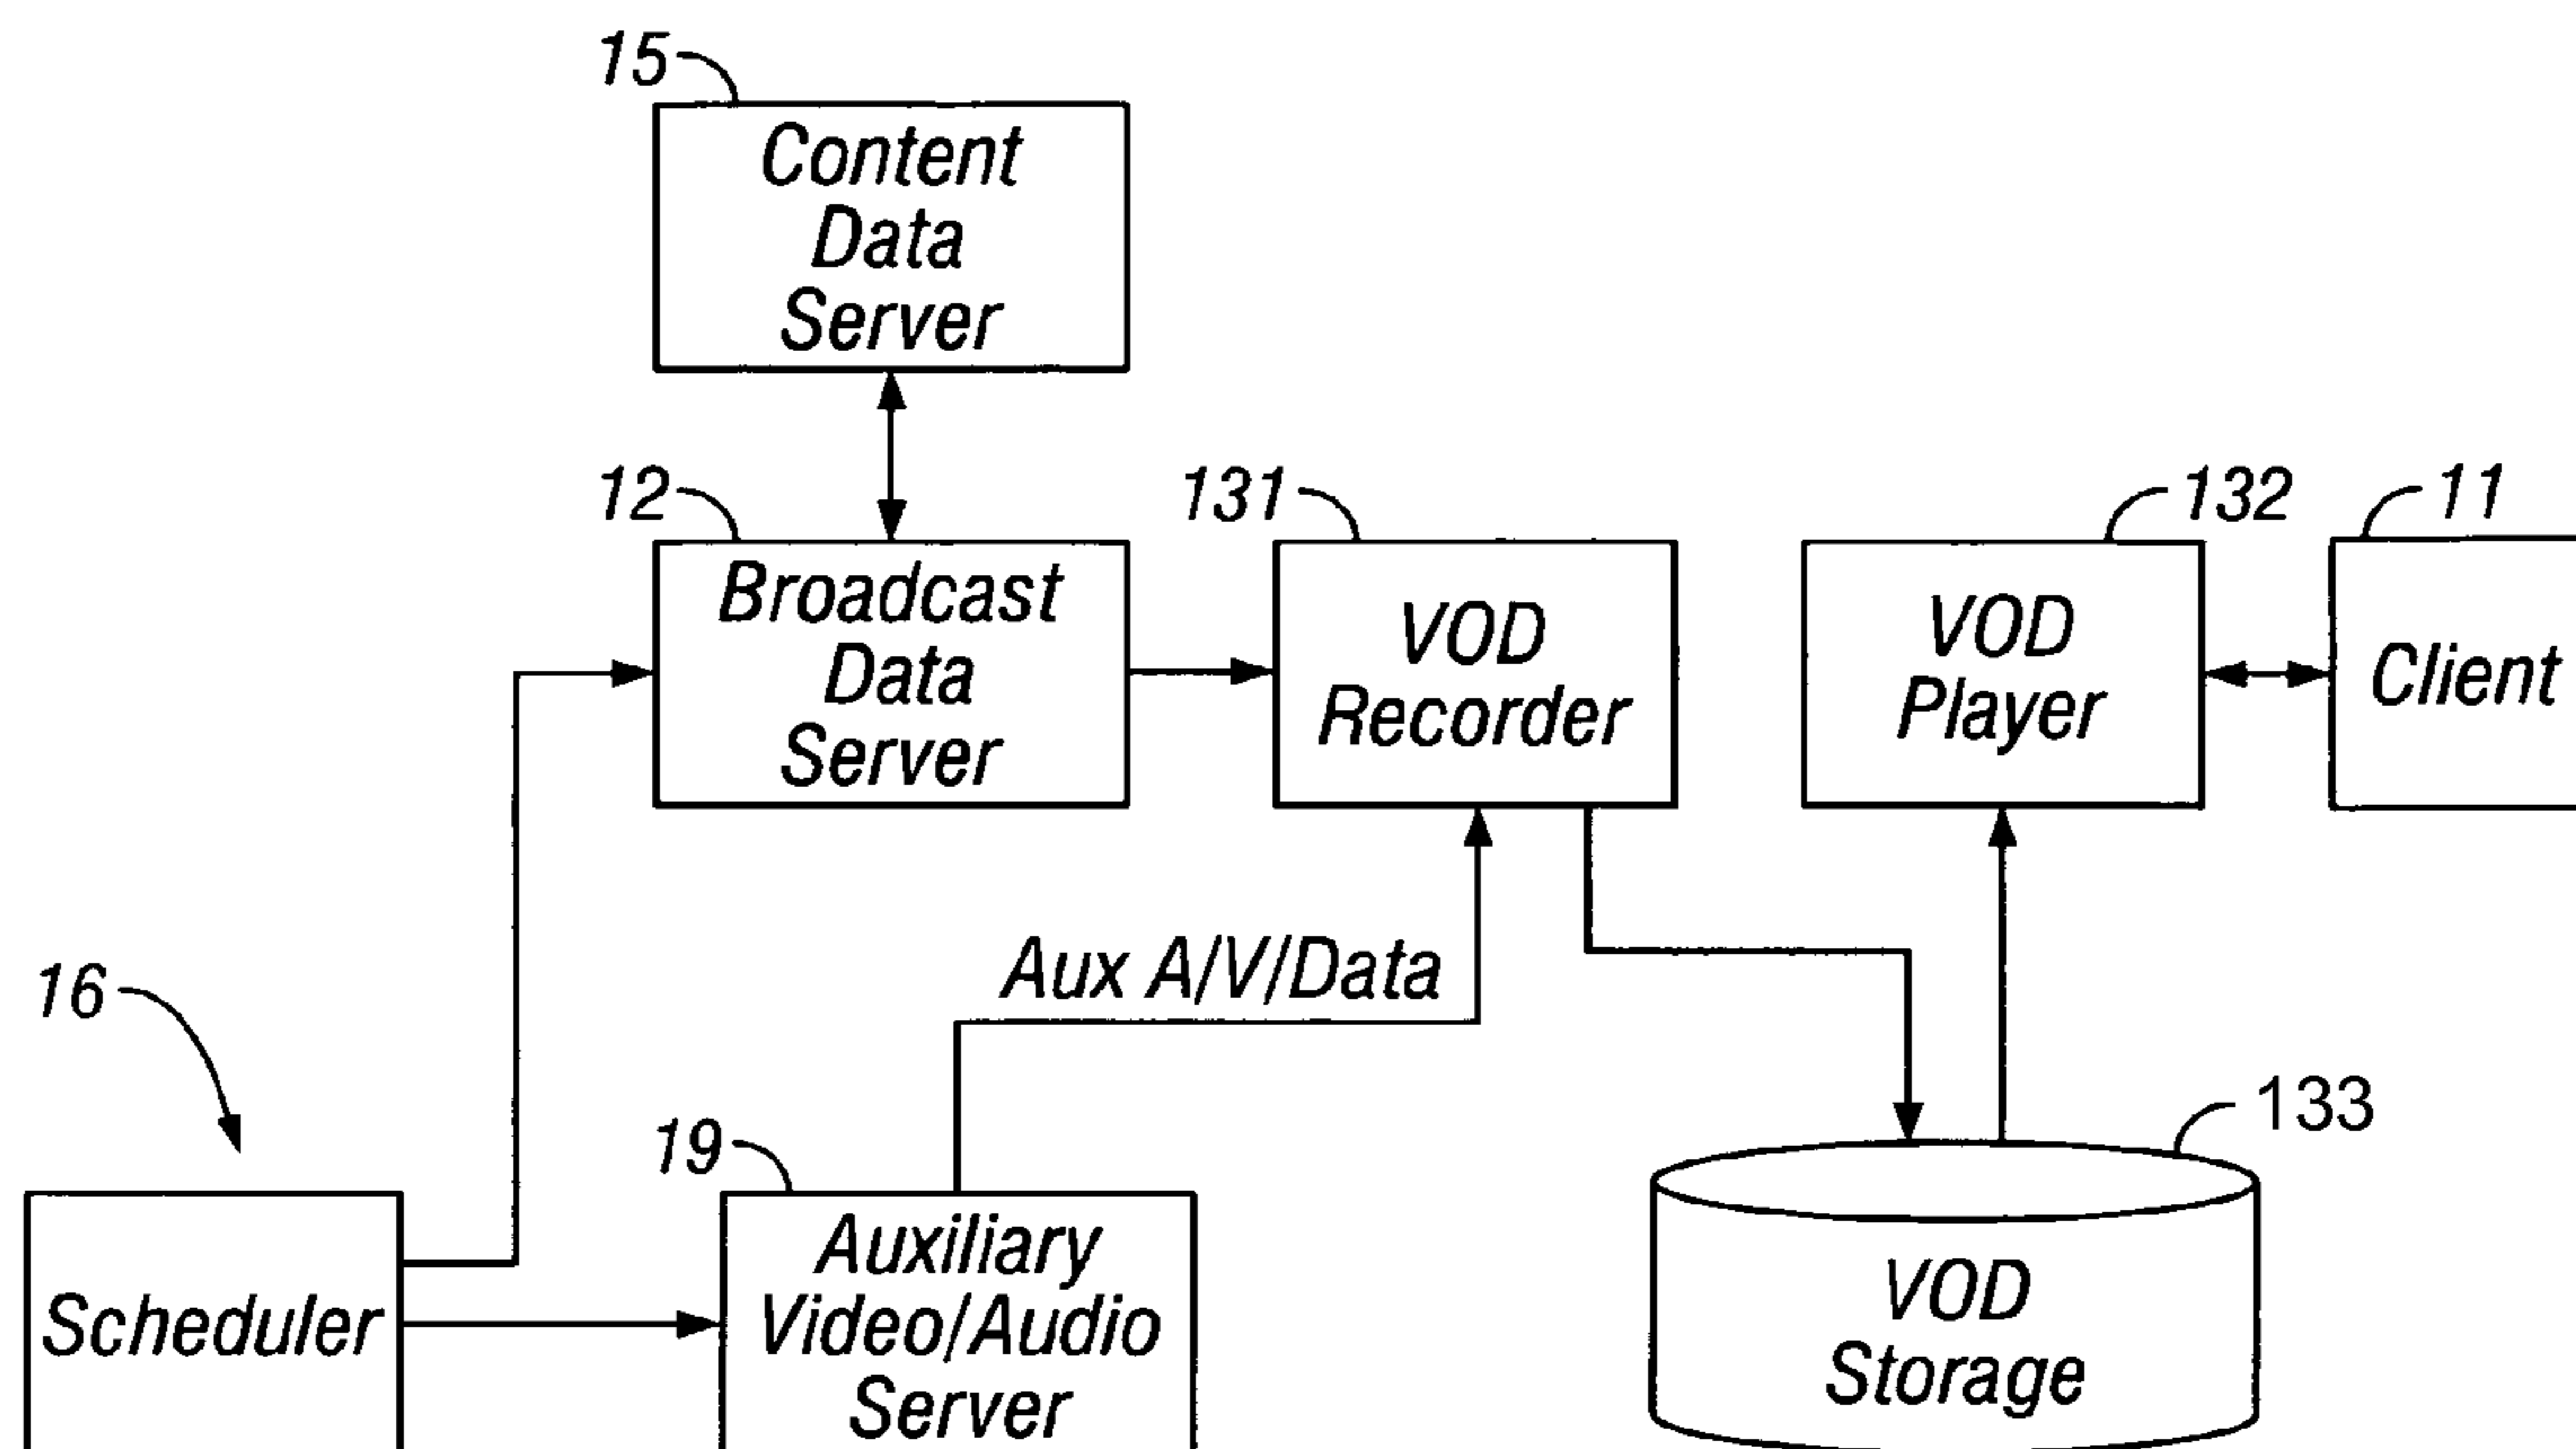 15
Content
Data
Server
12
Broadcast
Data
Server
131
VOD
Recorder
132
VOD
Player
11
Client
Aux A/V/Data
16
Scheduler
19
Auxiliary
Video/Audio
Server
133
VOD
Storage